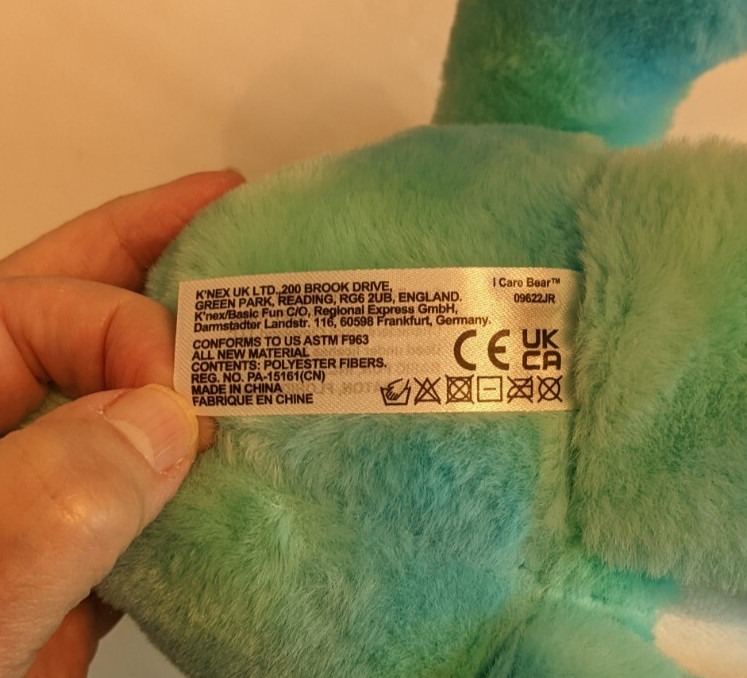 K'NEX UK LTD.,200 BROOK DRIVE,
GREEN PARK, READING, RG6 2UB, ENGLAND.
K'nex/Basic Fun C/O, Regional Express GmbH,
Darmstadter Landstr. 116, 60598 Frankfurt, Germany.
I Care Bear™
09622JR
CONFORMS TO US ASTM F963
ALL NEW MATERIAL
CONTENTS: POLYESTER FIBERS.
REG. NO. PA-15161(CN)
MADE IN CHINA
FABRIQUE EN CHINE
CE
UK
CA